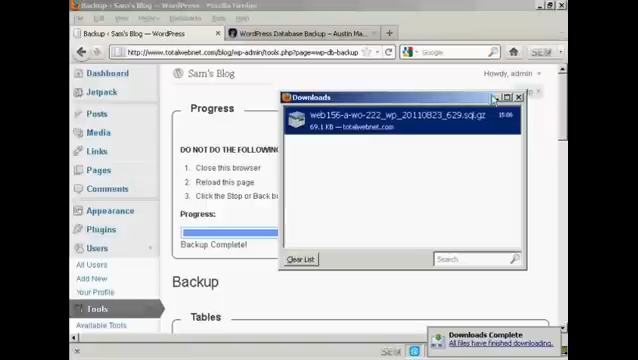 Backup ‹ Sam's Blog — WordPress
WordPress Database Backup – Austin Ma...
http://www.totalwebnet.com/blog/wp-admin/tools.php?page=wp-db-backup
Google
Dashboard
Jetpack
Posts
Media
Links
Pages
Comments
Appearance
Plugins
Users
All Users
Add New
Your Profile
Tools
Available Tools
Sam's Blog
Howdy, admin
Progress
DO NOT DO THE FOLLOWING
1. Close this browser
2. Reload this page
3. Click the Stop or Back bu
Progress:
Backup Complete!
Backup
Tables
Downloads
web156-a-wo-222_wp_20110823_629.sql.gz
15:06
69.1 KB — totalwebnet.com
Clear List
Search...
Downloads Complete
All files have finished downloading.